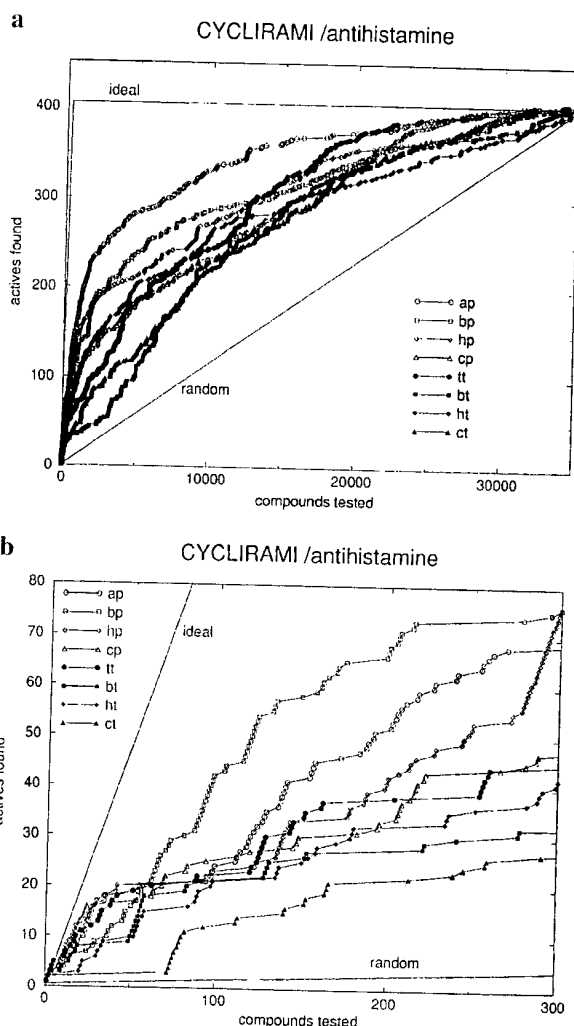 a
CYCLIRAMI /antihistamine
ideal
400
300
200
100
0
actives found
random
ap
bp
hp
cp
tt
bt
ht
ct
0
10000
20000
30000
compounds tested
b
CYCLIRAMI /antihistamine
80
70
60
50
40
30
20
10
0
actives found
ap
bp
hp
cp
tt
bt
ht
ct
ideal
random
0
100
200
300
compounds tested